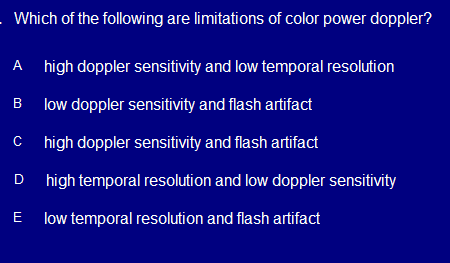 . Which of the following are limitations of color power doppler?
A high doppler sensitivity and low temporal resolution
B low doppler sensitivity and flash artifact
C high doppler sensitivity and flash artifact
D high temporal resolution and low doppler sensitivity
E low temporal resolution and flash artifact